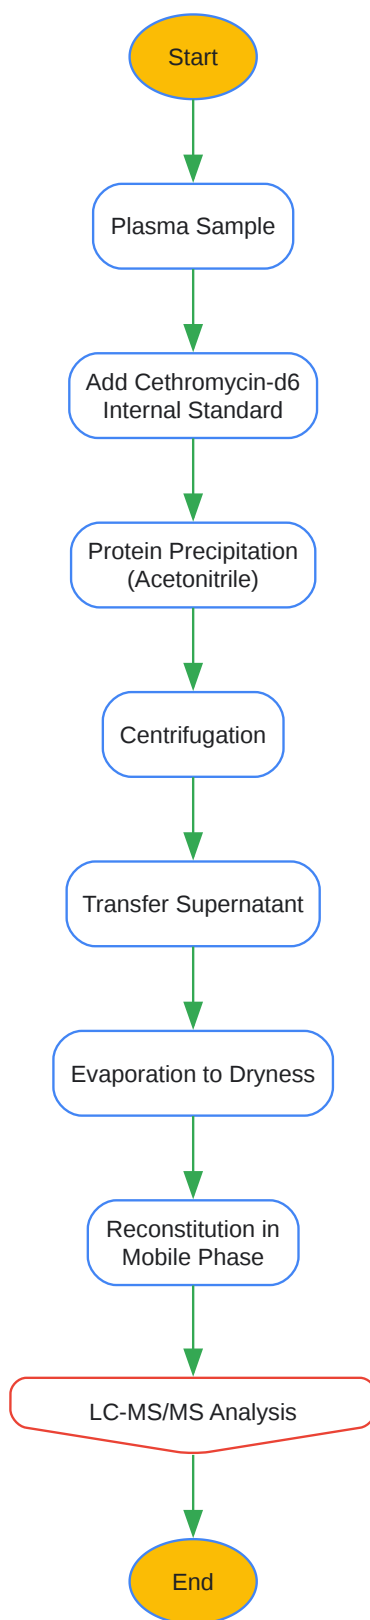 Start
Plasma Sample
Add Cethromycin-d6
Internal Standard
Protein Precipitation
(Acetonitrile)
Centrifugation
Transfer Supernatant
Evaporation to Dryness
Reconstitution in
Mobile Phase
LC-MS/MS Analysis
End